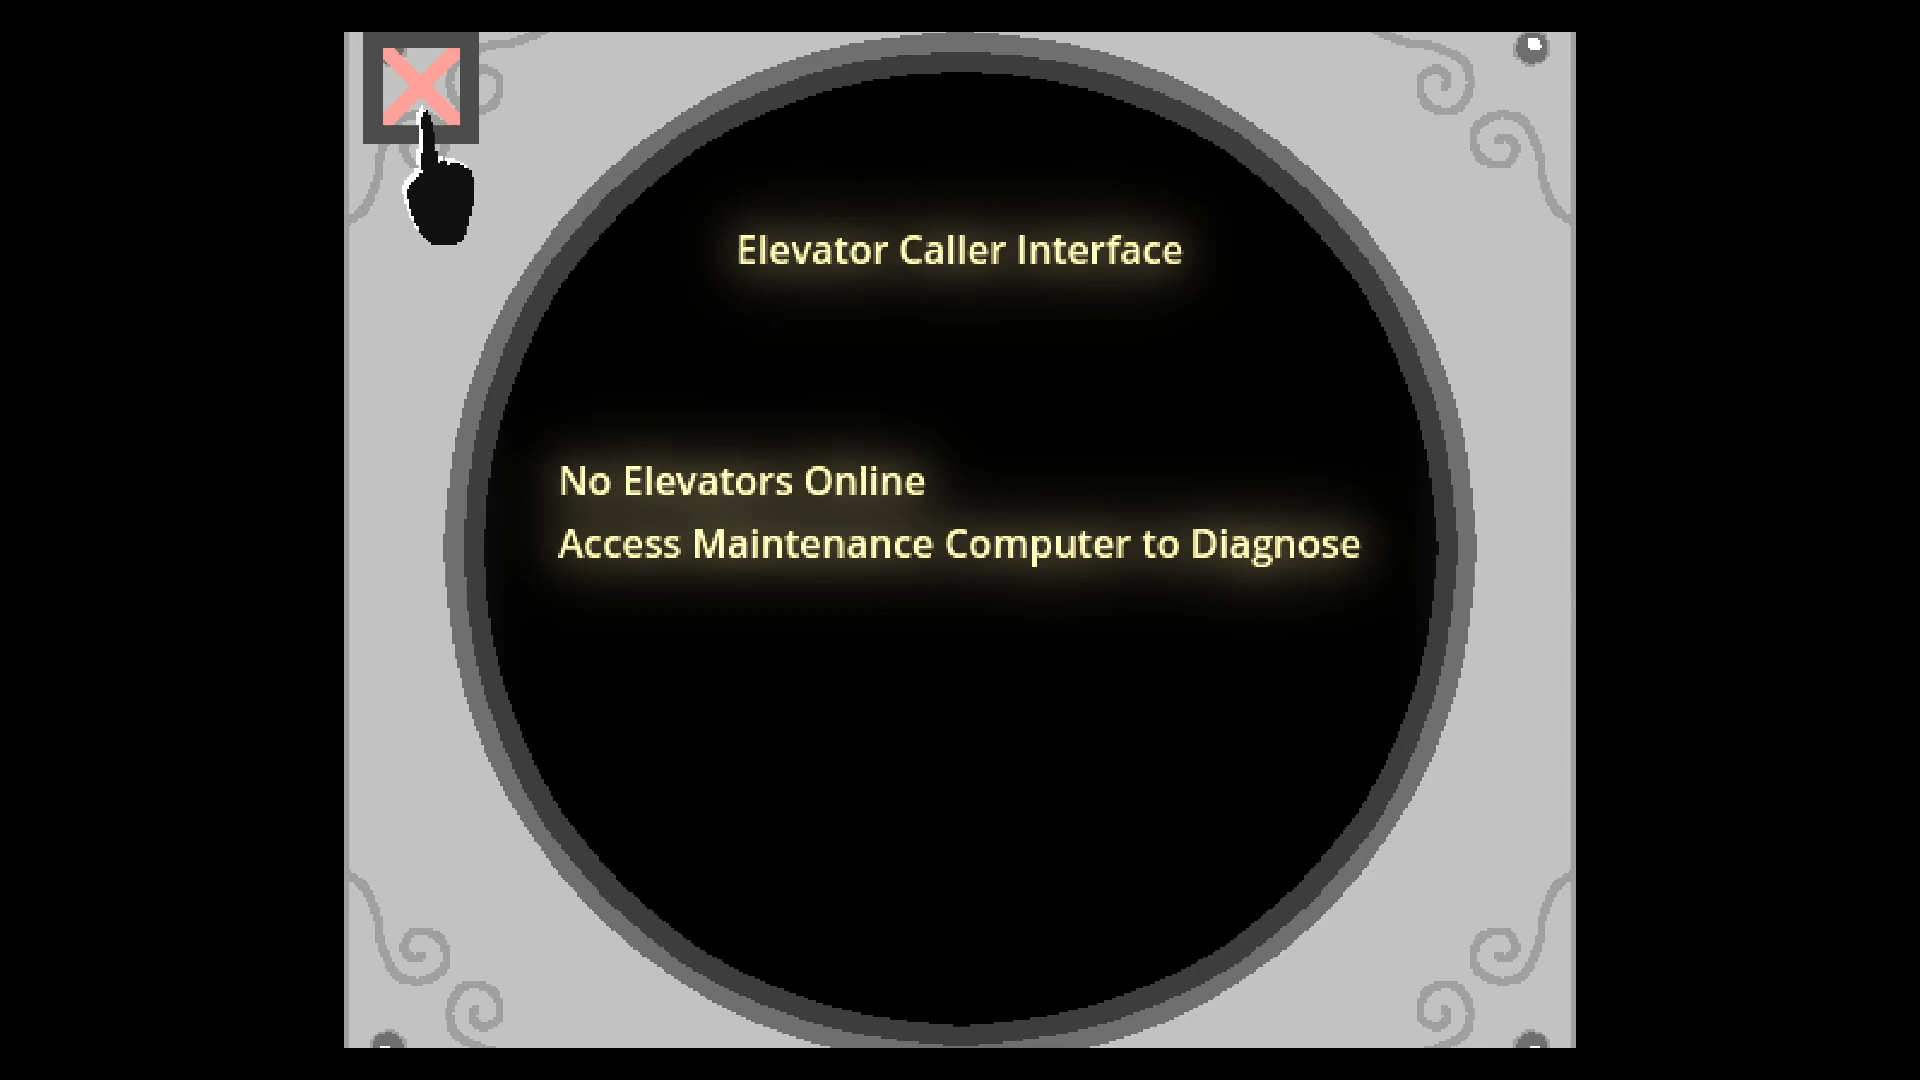 Elevator Caller Interface
No Elevators Online
Access Maintenance Computer to Diagnose